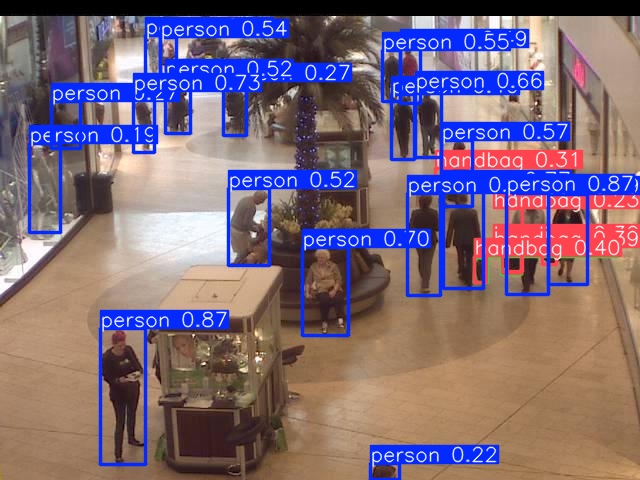 person 0.54
person 0.55
person 0.52
0.27
person 0.73
person 0.66
person 0.27
person 0.19
person 0.57
handbag 0.31
person 0.52
person 0.87
handbag 0.23
person 0.70
handbag 0.40
person 0.87
person 0.22